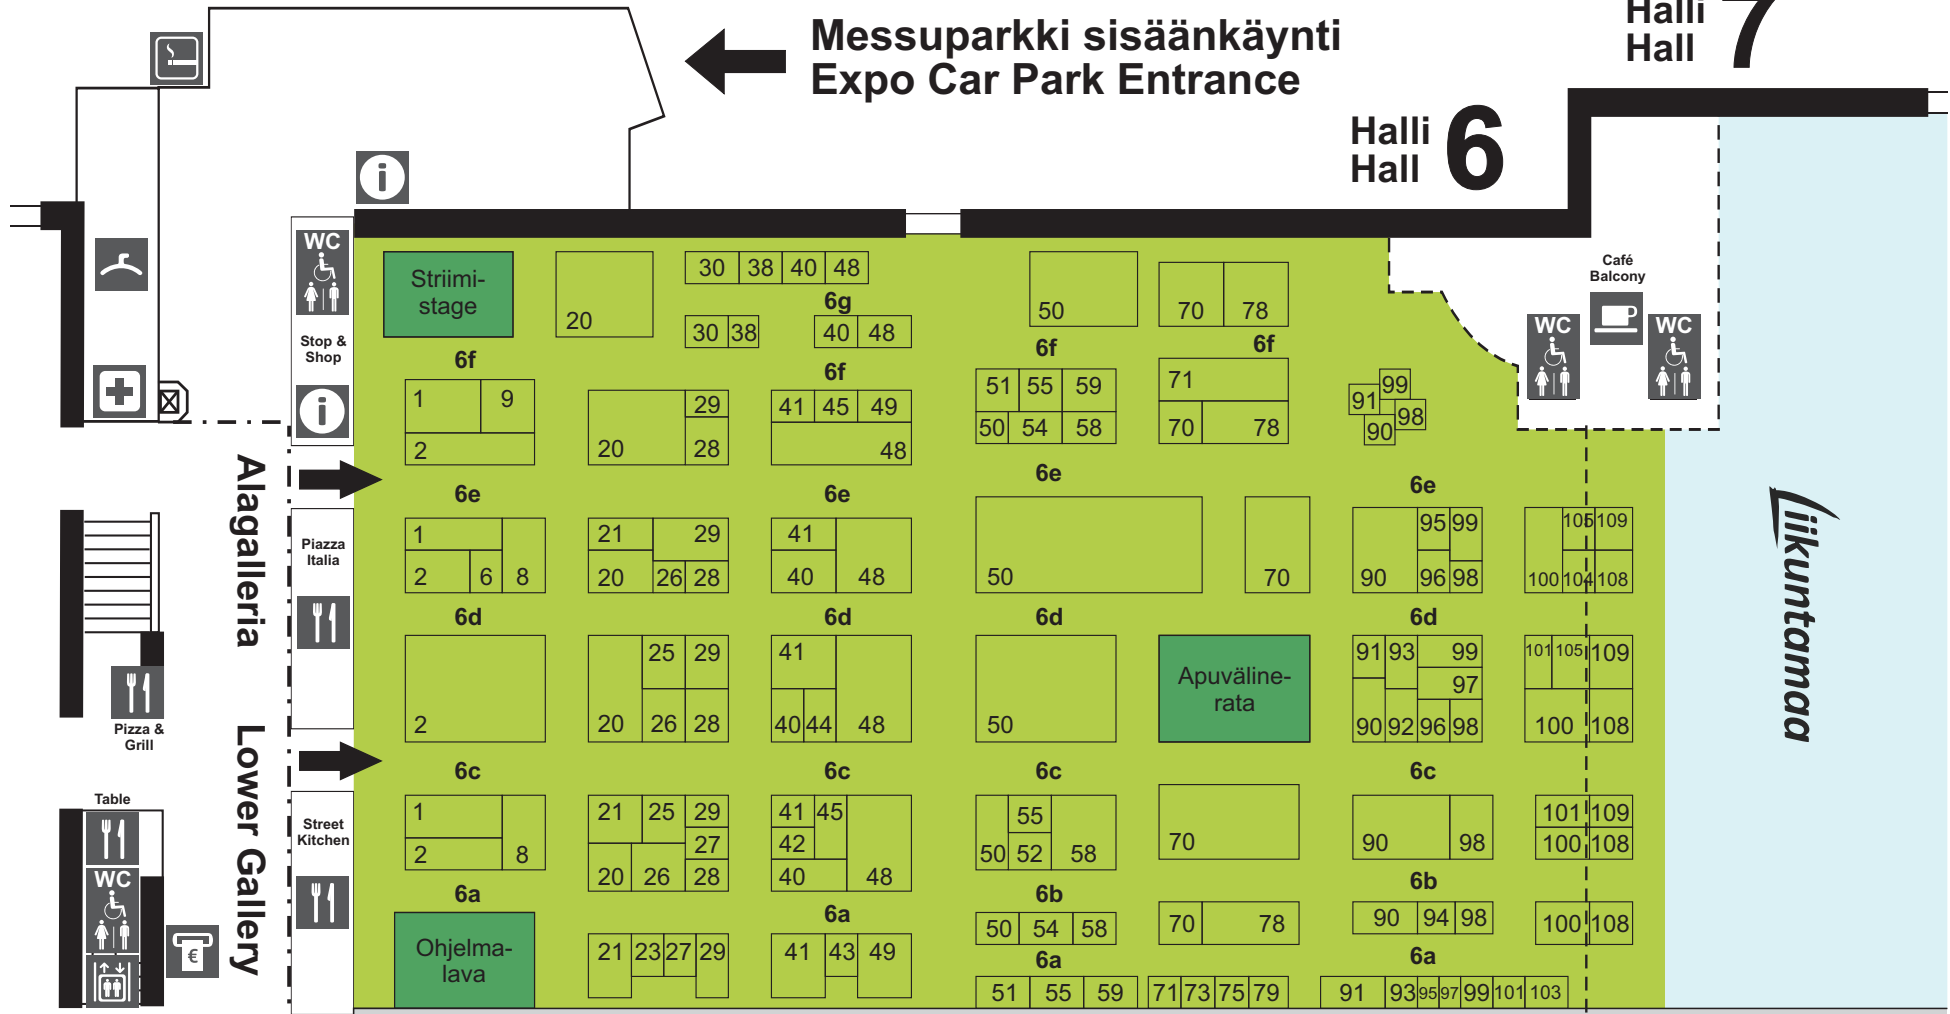 Messuparkki sisäänkäynti
Expo Car Park Entrance
Halli
Hall
7
Halli
Hall
6
i
WC
Stop &
Shop
i
Café
Balcony
WC
WC
Striimi-
stage
20
30 38 40 48
6g
30 38 40 48
50
70 78
6f
6f
6f
6f
1 9
2
20 29
28
41 45 49
48
51 55 59
50 54 58
71
70 78
99
91
98
90
6e
6e
6e
6e
1
2 6 8
21 29
20 26 28
41
40 48
50
70
95 99
90 96 98
105 109
100 104 108
6d
6d
6d
6d
2
25 29
20 26 28
41
40 44 48
50
Apuväline-
rata
91 93 99
97
90 92 96 98
101 105 109
100 108
6c
6c
6c
6c
1
2 8
21 25 29
27
20 26 28
41 45
42
40 48
55
50 52 58
70
90 98
101 109
100 108
6a
6a
6b
6b
50 54 58
70 78
90 94 98
100 108
Ohjelma-
lava
21 23 27 29
41 43 49
6a
6a
51 55 59
71 73 75 79
91 93 95 97 99 101 103
Alagalleria
Lower Gallery
Piazza
Italia
Street
Kitchen
Pizza &
Grill
Table
WC
€
Liikuntamaa